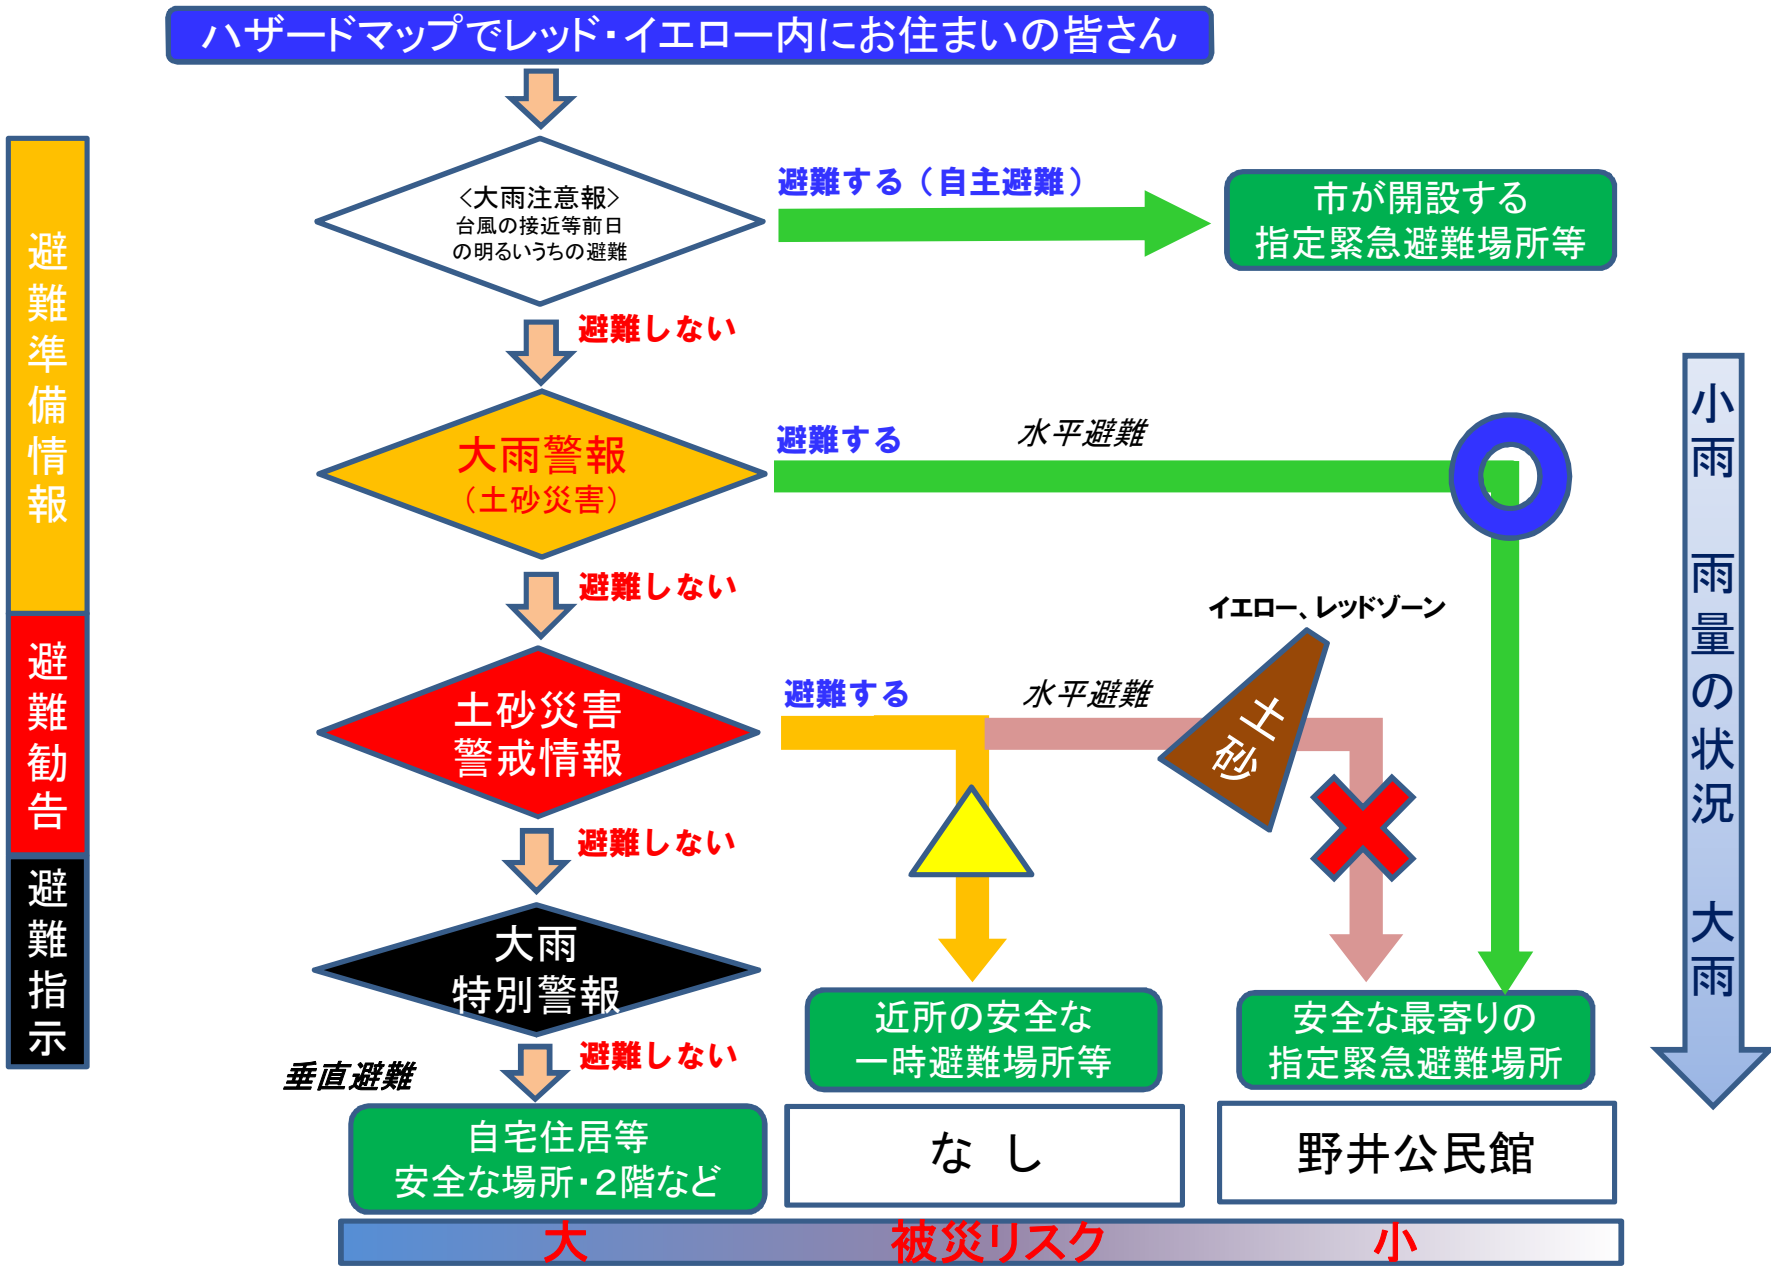 ハザードマップでレッド・イエロー内にお住まいの皆さん
避難準備情報
避難勧告
避難指示
<大雨注意報>
台風の接近等前日
の明るいうちの避難
避難する（自主避難）
市が開設する
指定緊急避難場所等
避難しない
大雨警報
（土砂災害）
避難する
水平避難
避難しない
イエロー、レッドゾーン
土砂災害
警戒情報
避難する
水平避難
土砂
避難しない
大雨
特別警報
避難しない
垂直避難
近所の安全な
一時避難場所等
安全な最寄りの
指定緊急避難場所
自宅住居等
安全な場所・２階など
なし
野井公民館
大 被災リスク 小
小雨 雨量の状況 大雨